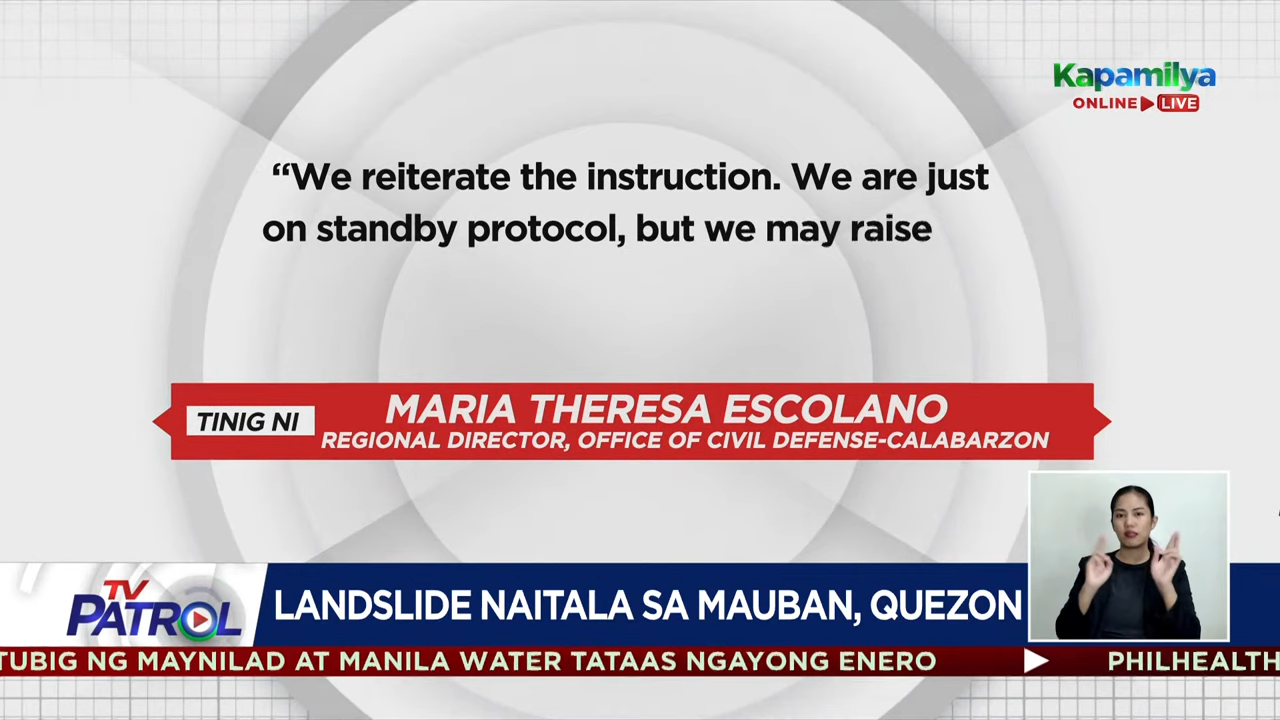 Kapamilya
ONLINE LIVE
“We reiterate the instruction. We are just
on standby protocol, but we may raise
TINIG NI
MARIA THERESA ESCOLANO
REGIONAL DIRECTOR, OFFICE OF CIVIL DEFENSE-CALABARZON
TV PATROL
LANDSLIDE NAITALA SA MAUBAN, QUEZON
TUBIG NG MAYNILAD AT MANILA WATER TATAAS NGAYONG ENERO PHILHEALTH